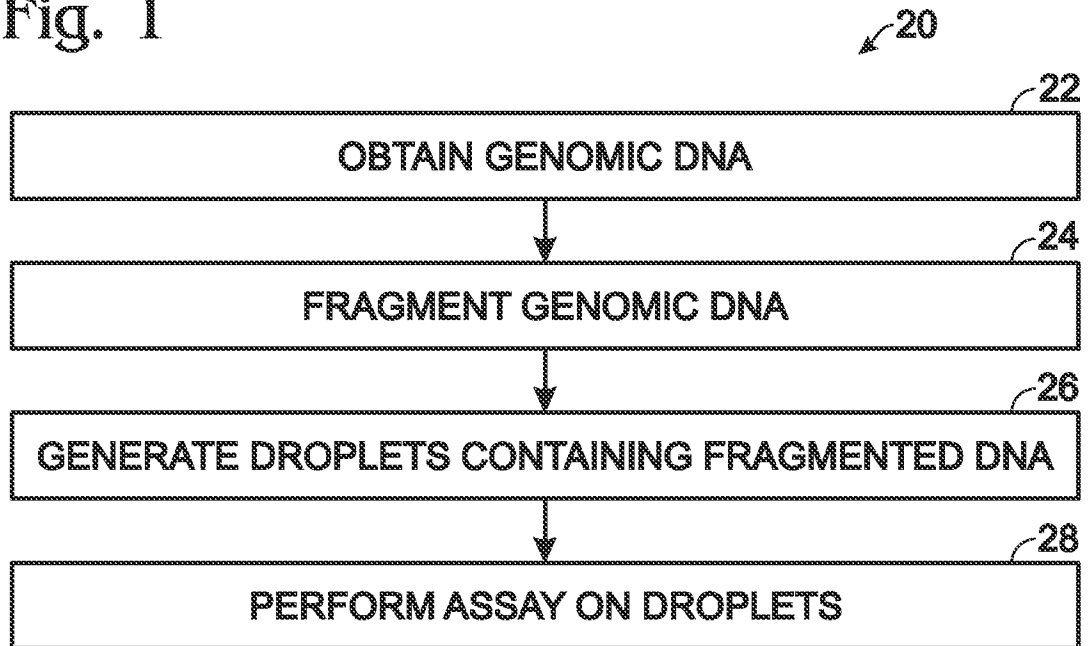 Fig. 1
20
22
OBTAIN GENOMIC DNA
24
FRAGMENT GENOMIC DNA
26
GENERATE DROPLETS CONTAINING FRAGMENTED DNA
28
PERFORM ASSAY ON DROPLETS